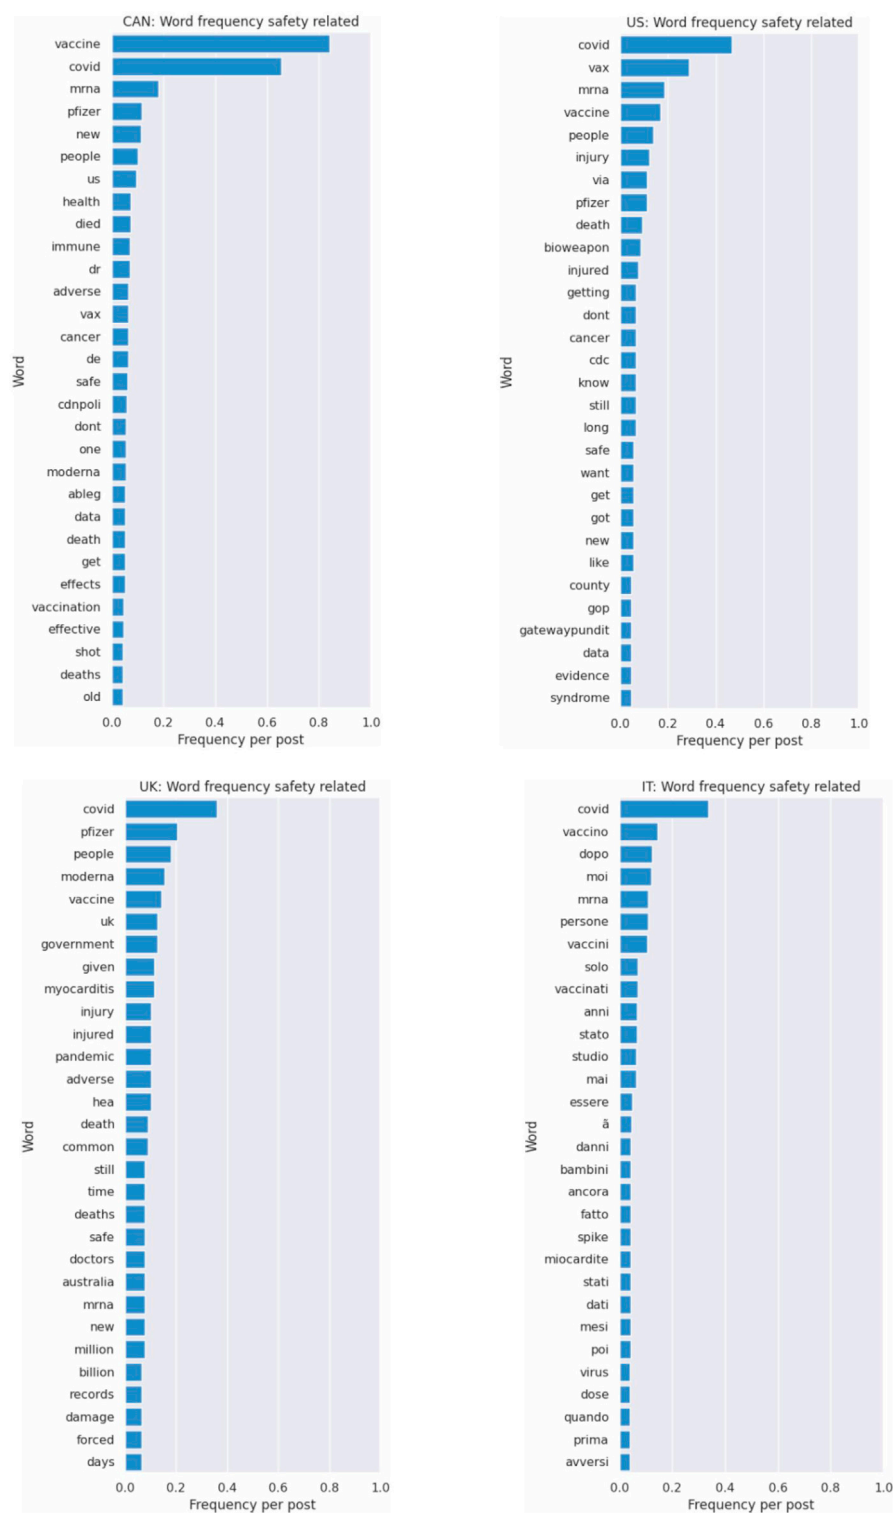 CAN: Word frequency safety related
vaccine
covid
mrna
pfizer
new
people
us
health
died
immune
dr
adverse
vax
cancer
de
safe
cdnpoli
dont
one
moderna
ableg
data
death
get
effects
vaccination
effective
shot
deaths
old
Word
0.0 0.2 0.4 0.6 0.8 1.0
Frequency per post
US: Word frequency safety related
covid
vax
mrna
vaccine
people
injury
via
pfizer
death
bioweapon
injured
getting
dont
cancer
cdc
know
still
long
safe
want
get
got
new
like
county
gop
gatewaypundit
data
evidence
syndrome
Word
0.0 0.2 0.4 0.6 0.8 1.0
Frequency per post
UK: Word frequency safety related
covid
pfizer
people
moderna
vaccine
uk
government
given
myocarditis
injury
injured
pandemic
adverse
hea
death
common
still
time
deaths
safe
doctors
australia
mrna
new
million
billion
records
damage
forced
days
Word
0.0 0.2 0.4 0.6 0.8 1.0
Frequency per post
IT: Word frequency safety related
covid
vaccino
dopo
moi
mrna
persone
vaccini
solo
vaccinati
anni
stato
studio
mai
essere
ã
danni
bambini
ancora
fatto
spike
miocardite
stati
dati
mesi
poi
virus
dose
quando
prima
avversi
Word
0.0 0.2 0.4 0.6 0.8 1.0
Frequency per post